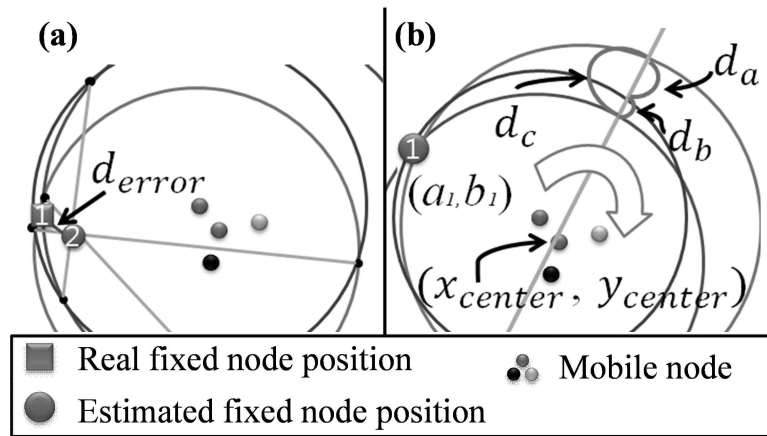 (a)
d_error
1
2
(b)
d_a
d_b
d_c
1
(a₁,b₁)
(x_center , y_center)
Real fixed node position
Estimated fixed node position
Mobile node